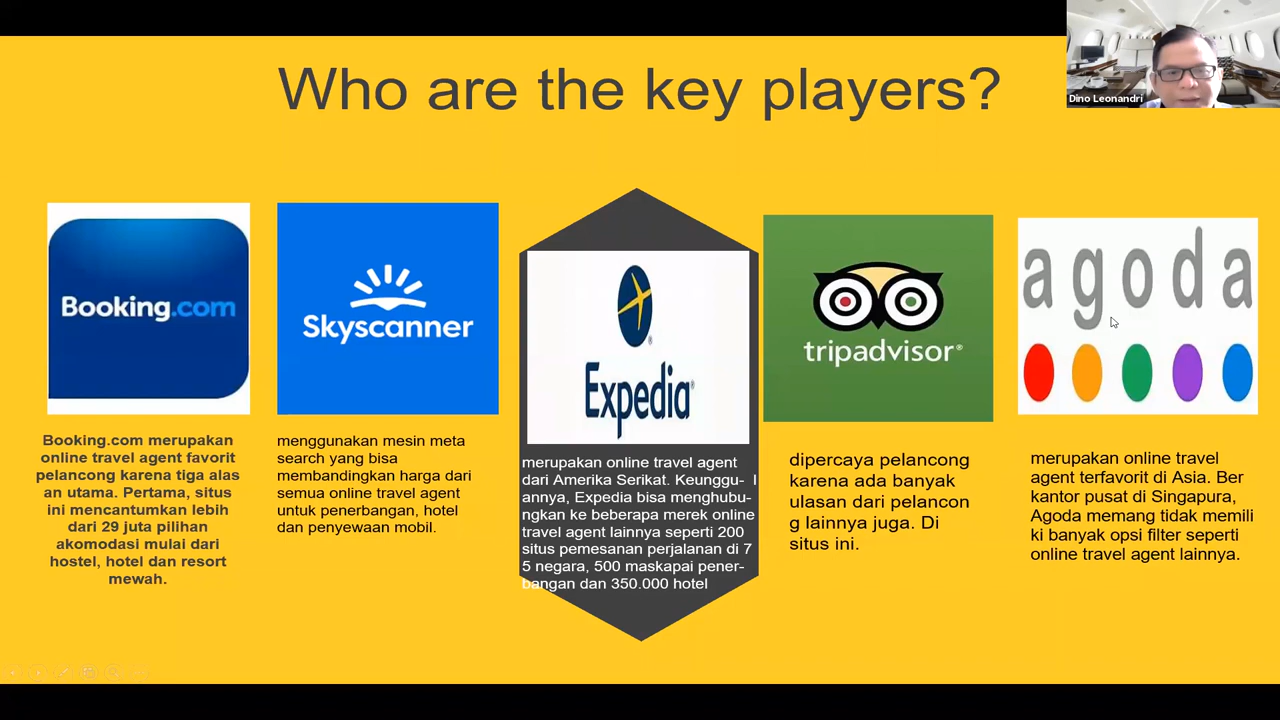 Who are the key players?
Dino Leonandri
Booking.com
Booking.com merupakan
online travel agent favorit
pelancong karena tiga alas
an utama. Pertama, situs
ini mencantumkan lebih
dari 29 juta pilihan
akomodasi mulai dari
hostel, hotel dan resort
mewah.
Skyscanner
menggunakan mesin meta
search yang bisa
membandingkan harga dari
semua online travel agent
untuk penerbangan, hotel
dan penyewaan mobil.
Expedia®
merupakan online travel agent
dari Amerika Serikat. Keunggu- l
annya, Expedia bisa menghubu-
ngkan ke beberapa merek online
travel agent lainnya seperti 200
situs pemesanan perjalanan di 7
5 negara, 500 maskapai pener-
bangan dan 350.000 hotel
tripadvisor®
dipercaya pelancong
karena ada banyak
ulasan dari pelancon
g lainnya juga. Di
situs ini.
agoda
merupakan online travel
agent terfavorit di Asia. Ber
kantor pusat di Singapura,
Agoda memang tidak memili
ki banyak opsi filter seperti
online travel agent lainnya.